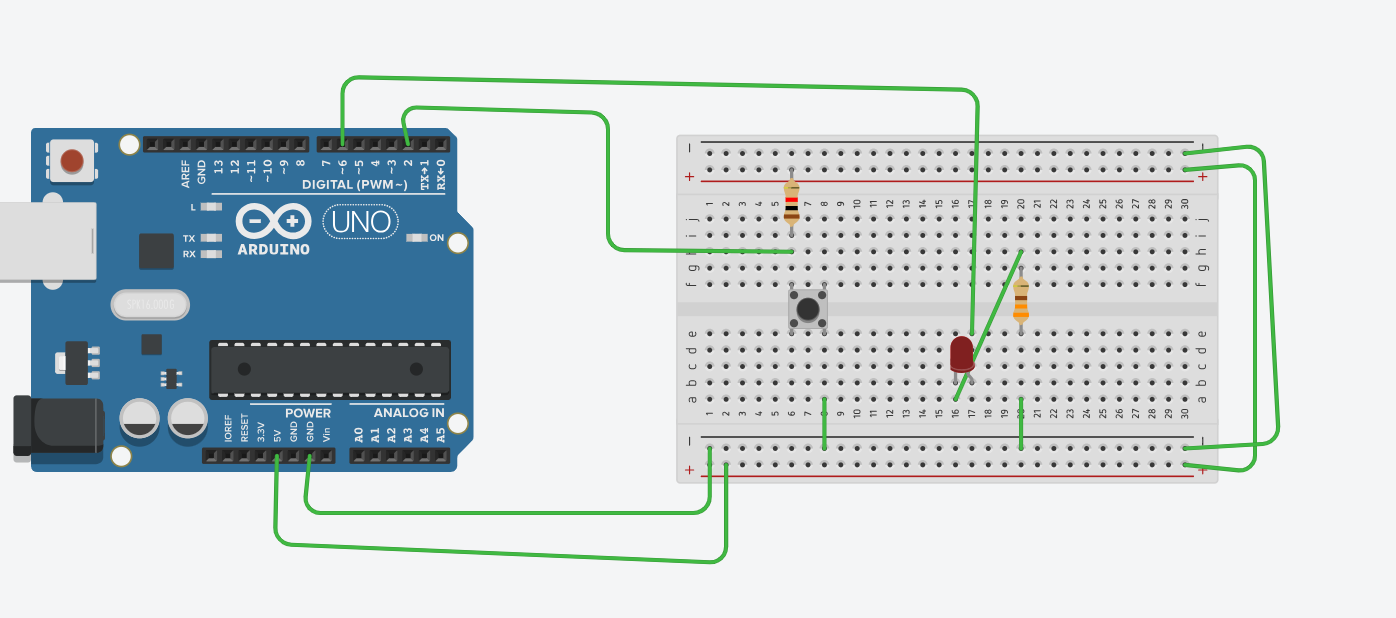 AREF
GND
13
12
~11
~10
~9
8
7
~6
~5
4
~3
2
TX→1
RX←0
DIGITAL (PWM~)
L
TX
RX
ARDUINO
UNO
ON
POWER
ANALOG IN
IOREF
RESET
3.3V
5V
GND
GND
Vin
A0
A1
A2
A3
A4
A5
− −
+ +
1 2 3 4 5 6 7 8 9 10 11 12 13 14 15 16 17 18 19 20 21 22 23 24 25 26 27 28 29 30
j j
i i
h h
g g
f f
e e
d d
c c
b b
a a
1 2 3 4 5 6 7 8 9 10 11 12 13 14 15 16 17 18 19 20 21 22 23 24 25 26 27 28 29 30
− −
+ +